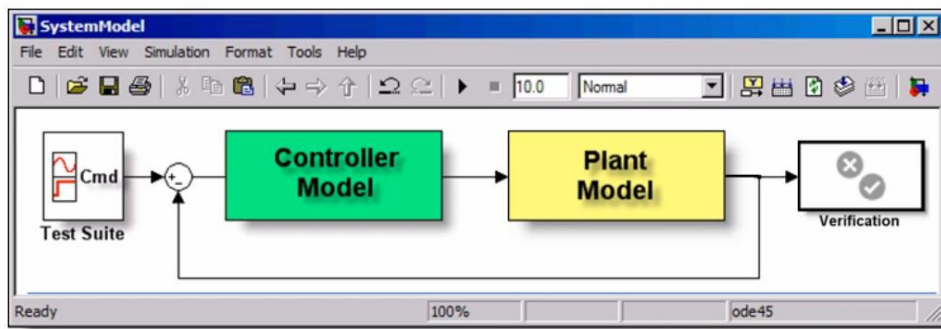 SystemModel
File Edit View Simulation Format Tools Help
10.0 Normal
Cmd
Test Suite
Controller
Model
Plant
Model
Verification
Ready 100% ode45